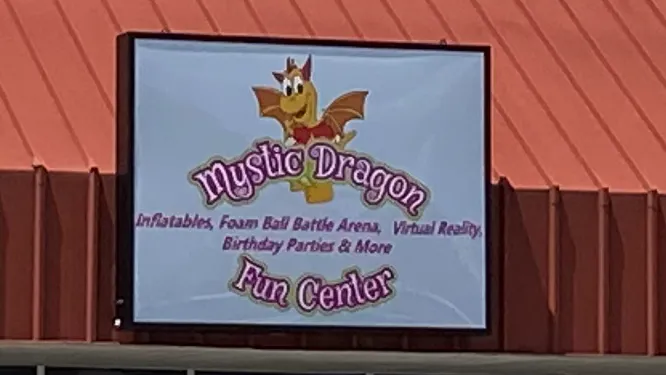 Mystic Dragon
Inflatables, Foam Ball Battle Arena, Virtual Reality,
Birthday Parties & More
Fun Center